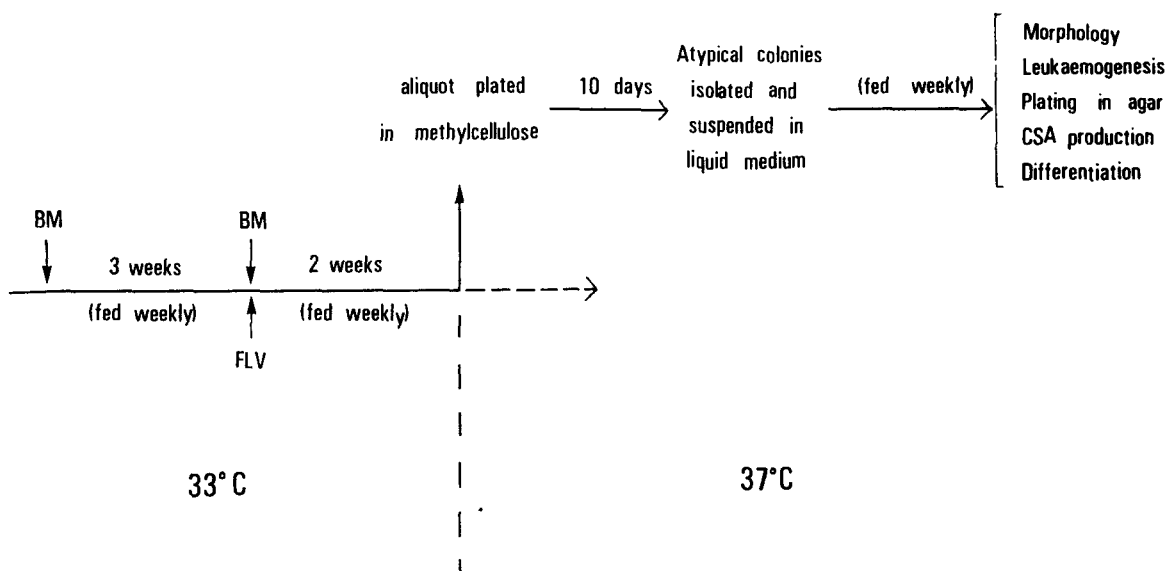 aliquot plated
in methylcellulose
10 days
Atypical colonies
isolated and
suspended in
liquid medium
(fed weekly)
Morphology
Leukaemogenesis
Plating in agar
CSA production
Differentiation
BM
3 weeks
(fed weekly)
BM
FLV
2 weeks
(fed weekly)
33°C
37°C